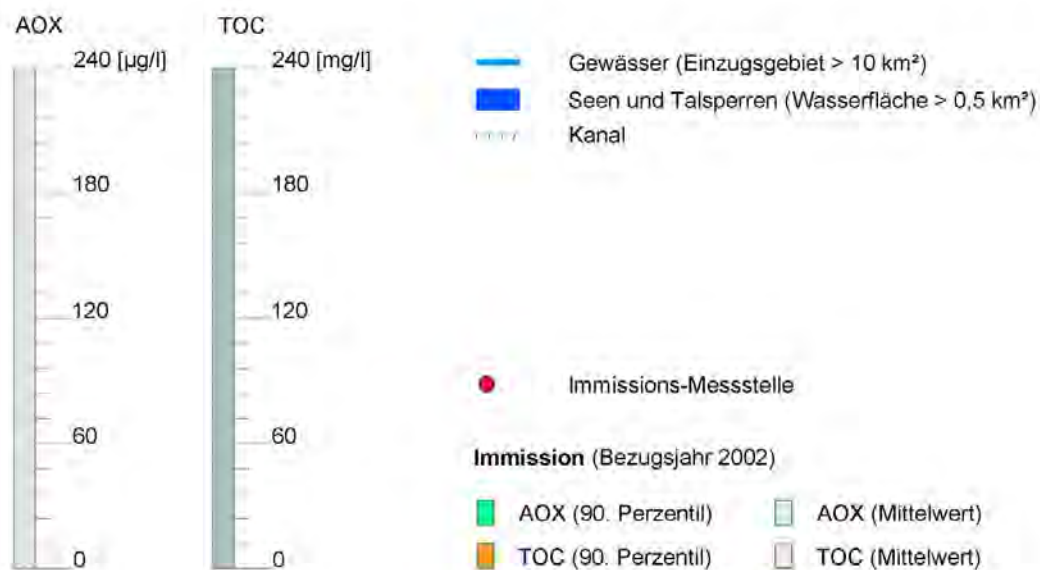 AOX
240 [µg/l]
180
120
60
0
TOC
240 [mg/l]
180
120
60
0
Gewässer (Einzugsgebiet > 10 km²)
Seen und Talsperren (Wasserfläche > 0,5 km²)
Kanal
Immissions-Messstelle
Immission (Bezugsjahr 2002)
AOX (90. Perzentil)
AOX (Mittelwert)
TOC (90. Perzentil)
TOC (Mittelwert)